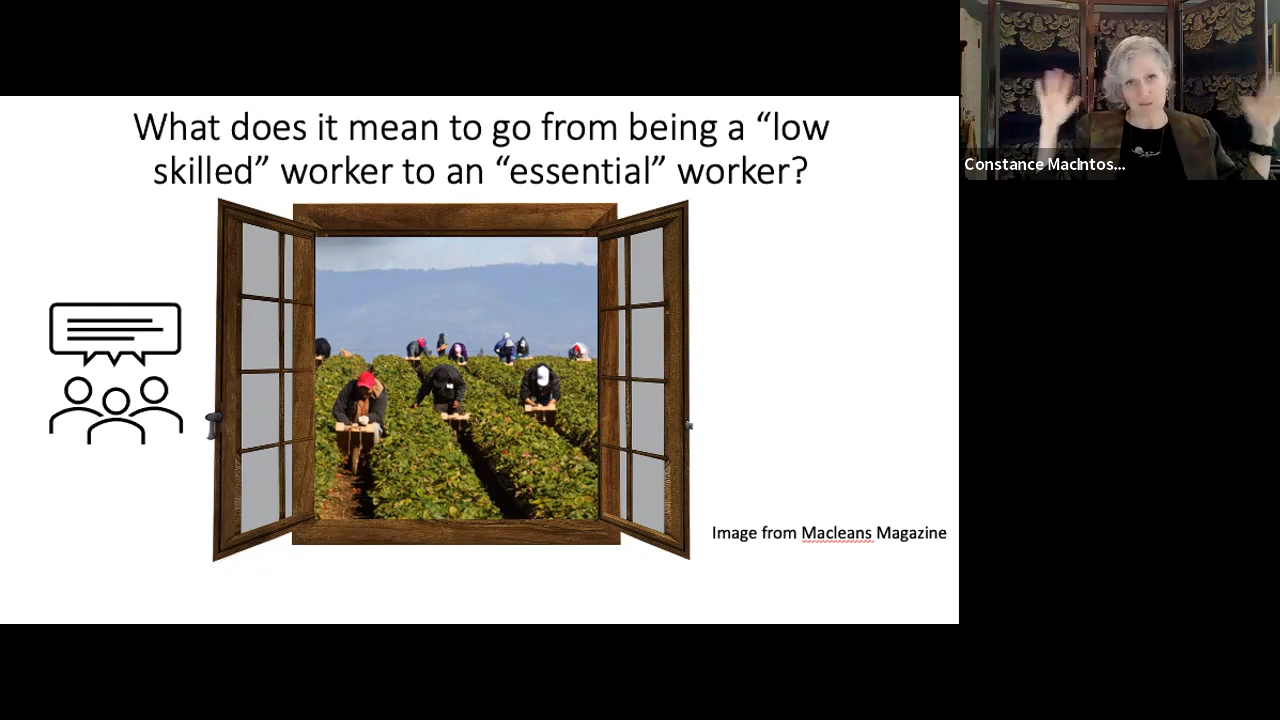 What does it mean to go from being a “low
skilled” worker to an “essential” worker?
Constance MacIntos...
Image from Macleans Magazine